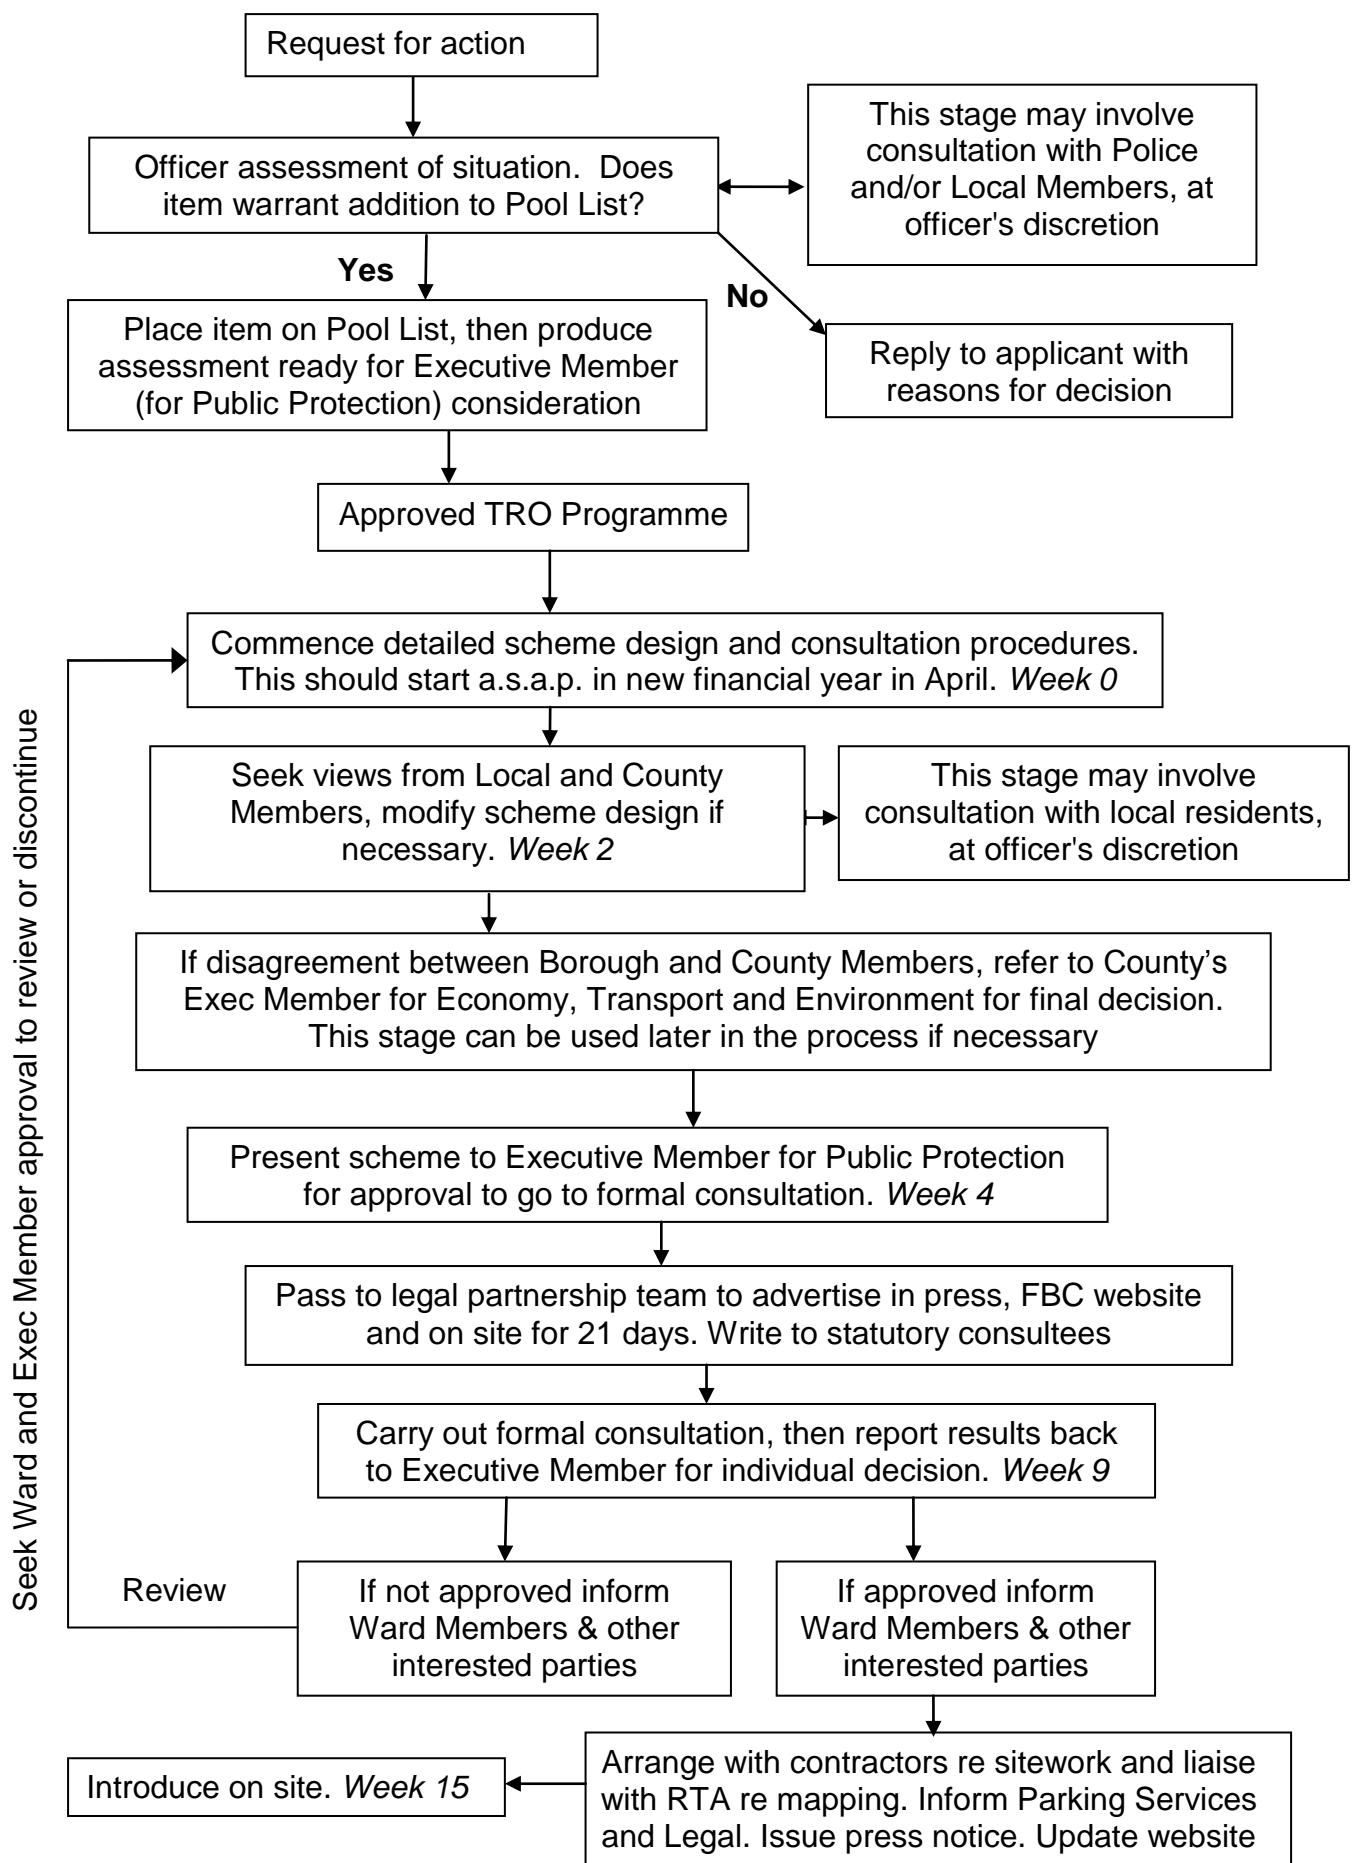 Request for action
Officer assessment of situation.  Does
item warrant addition to Pool List?
This stage may involve
consultation with Police
and/or Local Members, at
officer's discretion
Yes
No
Place item on Pool List, then produce
assessment ready for Executive Member
(for Public Protection) consideration
Reply to applicant with
reasons for decision
Approved TRO Programme
Commence detailed scheme design and consultation procedures.
This should start a.s.a.p. in new financial year in April. Week 0
Seek views from Local and County
Members, modify scheme design if
necessary. Week 2
This stage may involve
consultation with local residents,
at officer's discretion
If disagreement between Borough and County Members, refer to County’s
Exec Member for Economy, Transport and Environment for final decision.
This stage can be used later in the process if necessary
Present scheme to Executive Member for Public Protection
for approval to go to formal consultation. Week 4
Pass to legal partnership team to advertise in press, FBC website
and on site for 21 days. Write to statutory consultees
Carry out formal consultation, then report results back
to Executive Member for individual decision. Week 9
Seek Ward and Exec Member approval to review or discontinue
Review
If not approved inform
Ward Members & other
interested parties
If approved inform
Ward Members & other
interested parties
Arrange with contractors re sitework and liaise
with RTA re mapping. Inform Parking Services
and Legal. Issue press notice. Update website
Introduce on site. Week 15